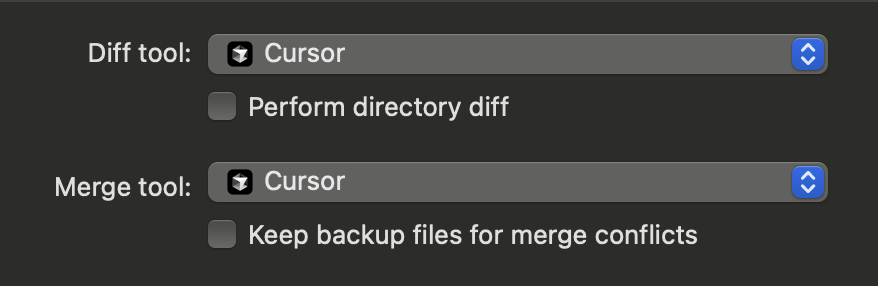 Diff tool: Cursor
Perform directory diff
Merge tool: Cursor
Keep backup files for merge conflicts